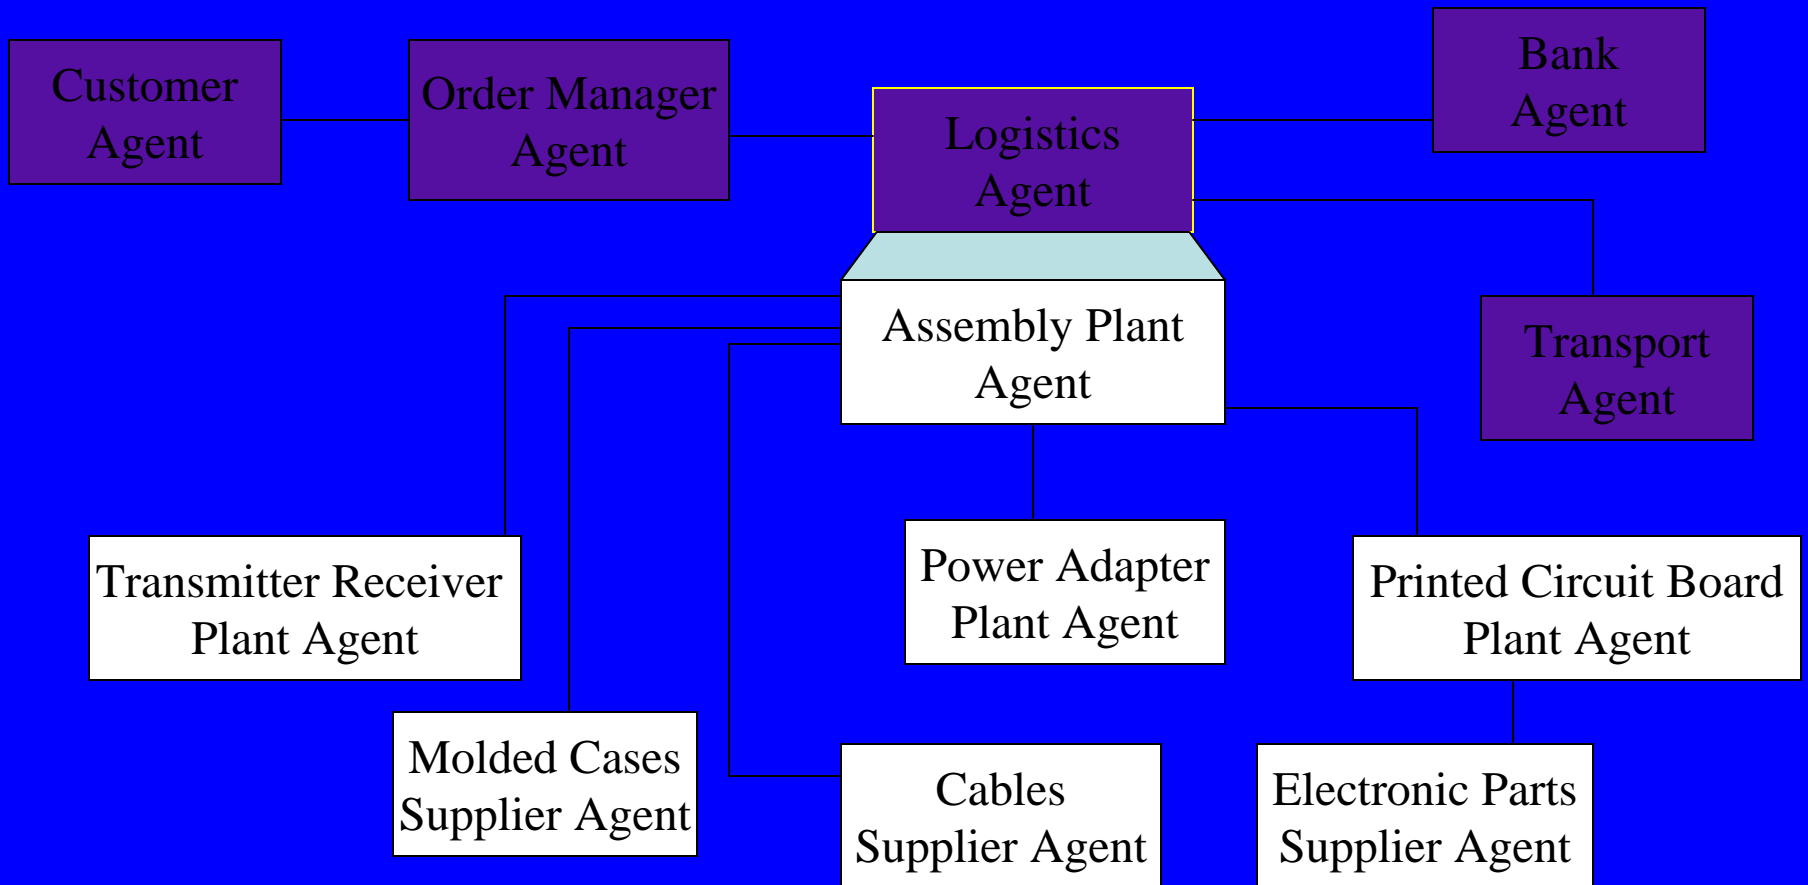 Customer
Agent
Order Manager
Agent
Logistics
Agent
Bank
Agent
Assembly Plant
Agent
Transport
Agent
Transmitter Receiver
Plant Agent
Power Adapter
Plant Agent
Printed Circuit Board
Plant Agent
Molded Cases
Supplier Agent
Cables
Supplier Agent
Electronic Parts
Supplier Agent